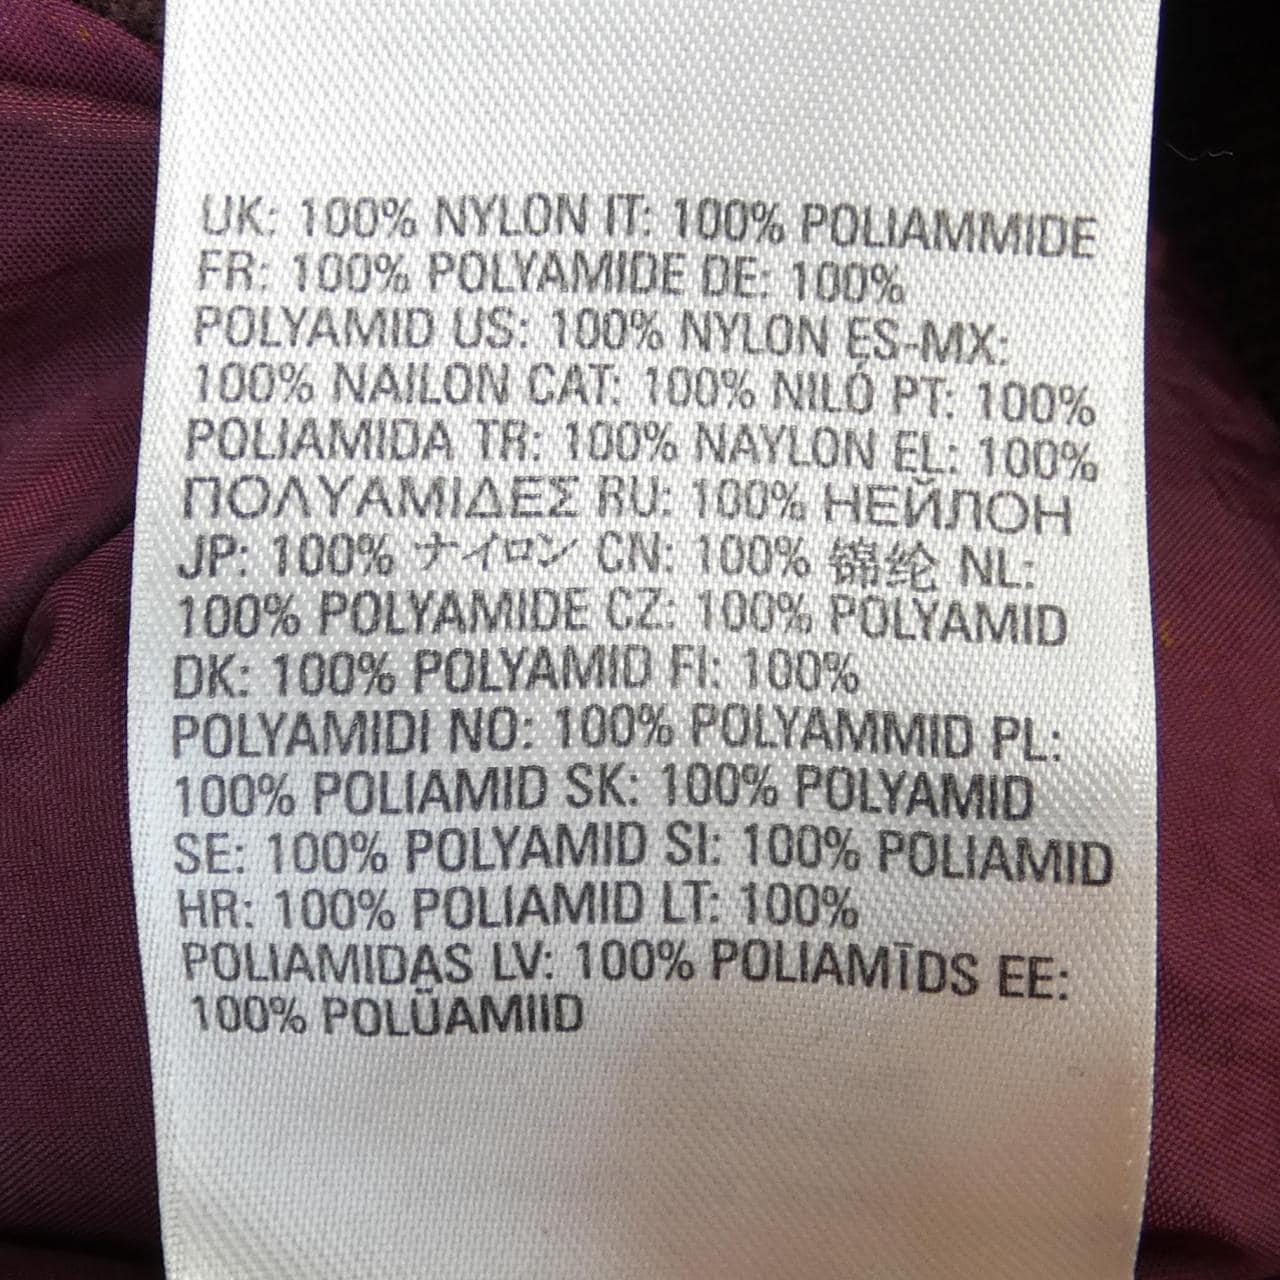 UK: 100% NYLON IT: 100% POLIAMMIDE
FR: 100% POLYAMIDE DE: 100%
POLYAMID US: 100% NYLON ES-MX:
100% NAILON CAT: 100% NILÓ PT: 100%
POLIAMIDA TR: 100% NAYLON EL: 100%
ΠΟΛΥΑΜΙΔΕΣ RU: 100% НЕЙЛОН
JP: 100% ナイロン CN: 100% 锦纶 NL:
100% POLYAMIDE CZ: 100% POLYAMID
DK: 100% POLYAMID FI: 100%
POLYAMIDI NO: 100% POLYAMMID PL:
100% POLIAMID SK: 100% POLYAMID
SE: 100% POLYAMID SI: 100% POLIAMID
HR: 100% POLIAMID LT: 100%
POLIAMIDAS LV: 100% POLIAMĪDS EE:
100% POLÜAMIID